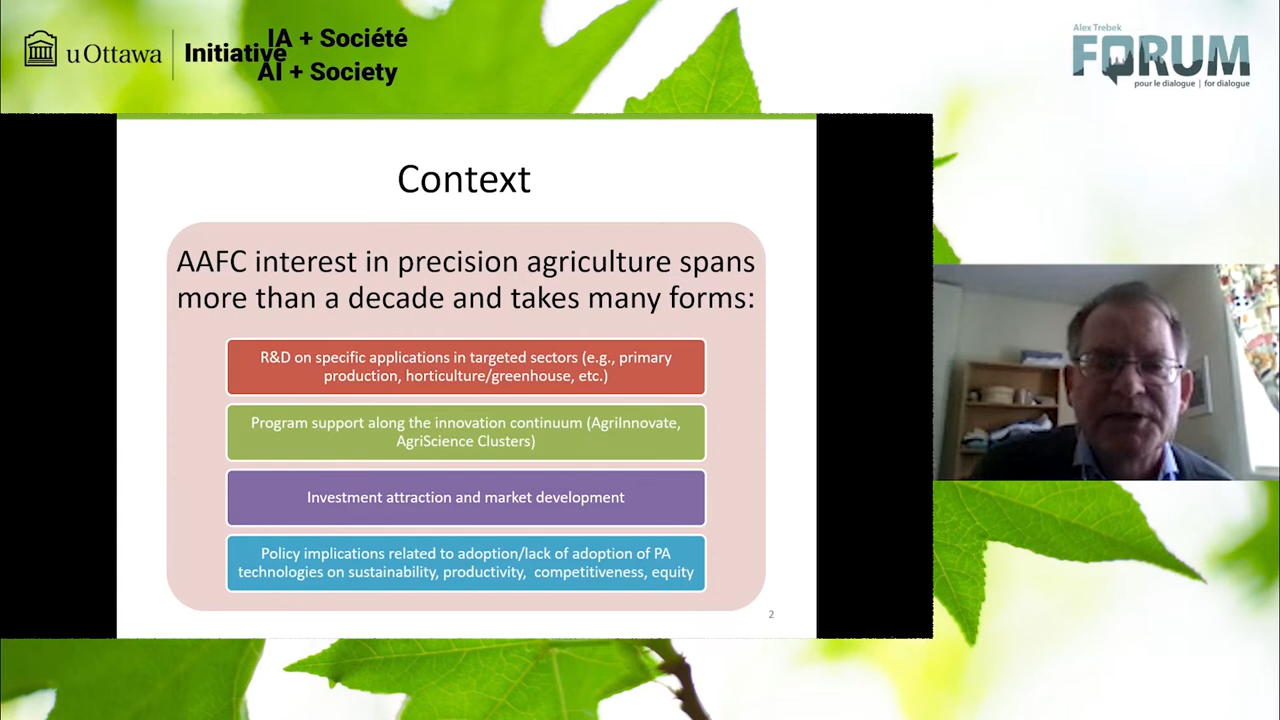 uOttawa
Initiative
IA + Société
AI + Society
Alex Trebek
FORUM
pour le dialogue | for dialogue
Context
AAFC interest in precision agriculture spans
more than a decade and takes many forms:
R&D on specific applications in targeted sectors (e.g., primary
production, horticulture/greenhouse, etc.)
Program support along the innovation continuum (AgriInnovate,
AgriScience Clusters)
Investment attraction and market development
Policy implications related to adoption/lack of adoption of PA
technologies on sustainability, productivity, competitiveness, equity
2